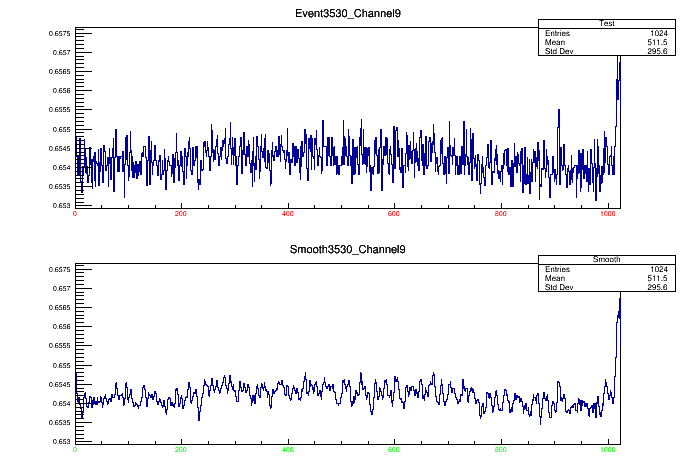 Event3530_Channel9
Test
Entries 1024
Mean 511.5
Std Dev 295.6
0.6575
0.657
0.6565
0.656
0.6555
0.655
0.6545
0.654
0.6535
0.653
0 200 400 600 800 1000
Smooth3530_Channel9
Smooth
Entries 1024
Mean 511.5
Std Dev 295.6
0.6575
0.657
0.6565
0.656
0.6555
0.655
0.6545
0.654
0.6535
0.653
0 200 400 600 800 1000